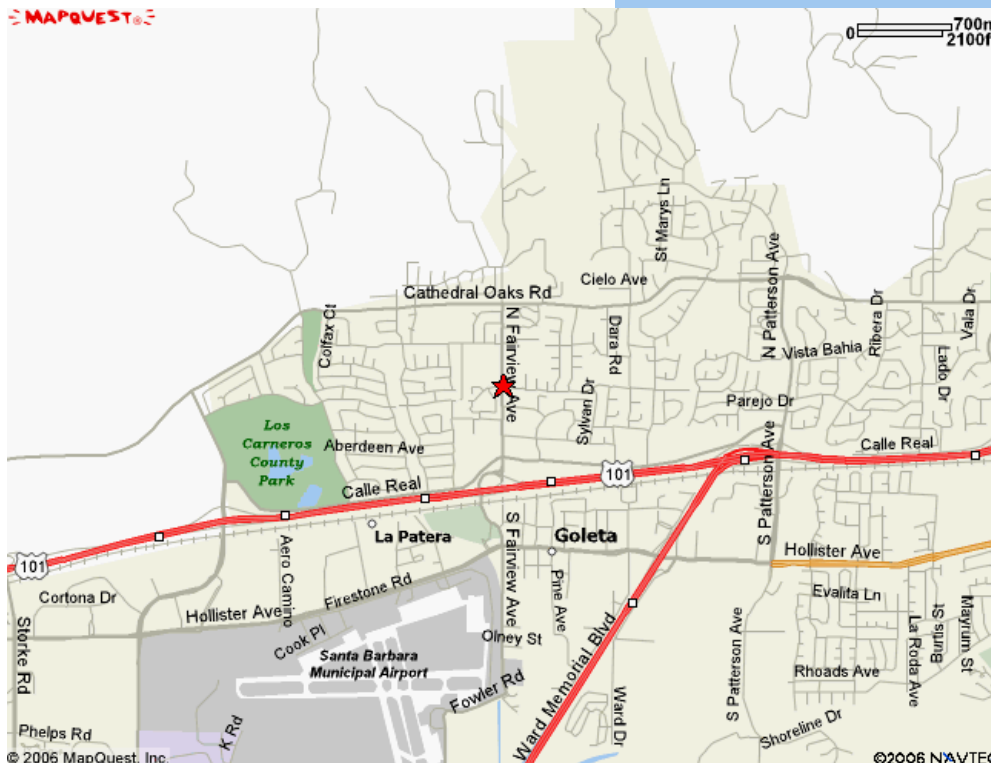 MAPQUEST
0 700m
2100ft
St Marys Ln
N Patterson Ave
Cielo Ave
Cathedral Oaks Rd
Colfax Ct
N Fairview Ave
Dara Rd
Ribera Dr
Vala Dr
Vista Bahia
Lado Dr
Sylvan Dr
Parejo Dr
Los
Carneros
County
Park
Aberdeen Ave
Calle Real
Calle Real
101
S Patterson Ave
La Patera
S Fairview Ave
Goleta
Hollister Ave
101
Aero Camino
Cortona Dr
Firestone Rd
Pine Ave
Evalita Ln
Hollister Ave
Storke Rd
Cook Pl
Olney St
S Patterson Ave
La Roda Ave
Burtis St
Mayrum St
Santa Barbara
Municipal Airport
Ward Memorial Blvd
Rhoads Ave
Fowler Rd
Ward Dr
K Rd
Phelps Rd
Shoreline Dr
© 2006 MapQuest, Inc.
©2006 NAVTEQ